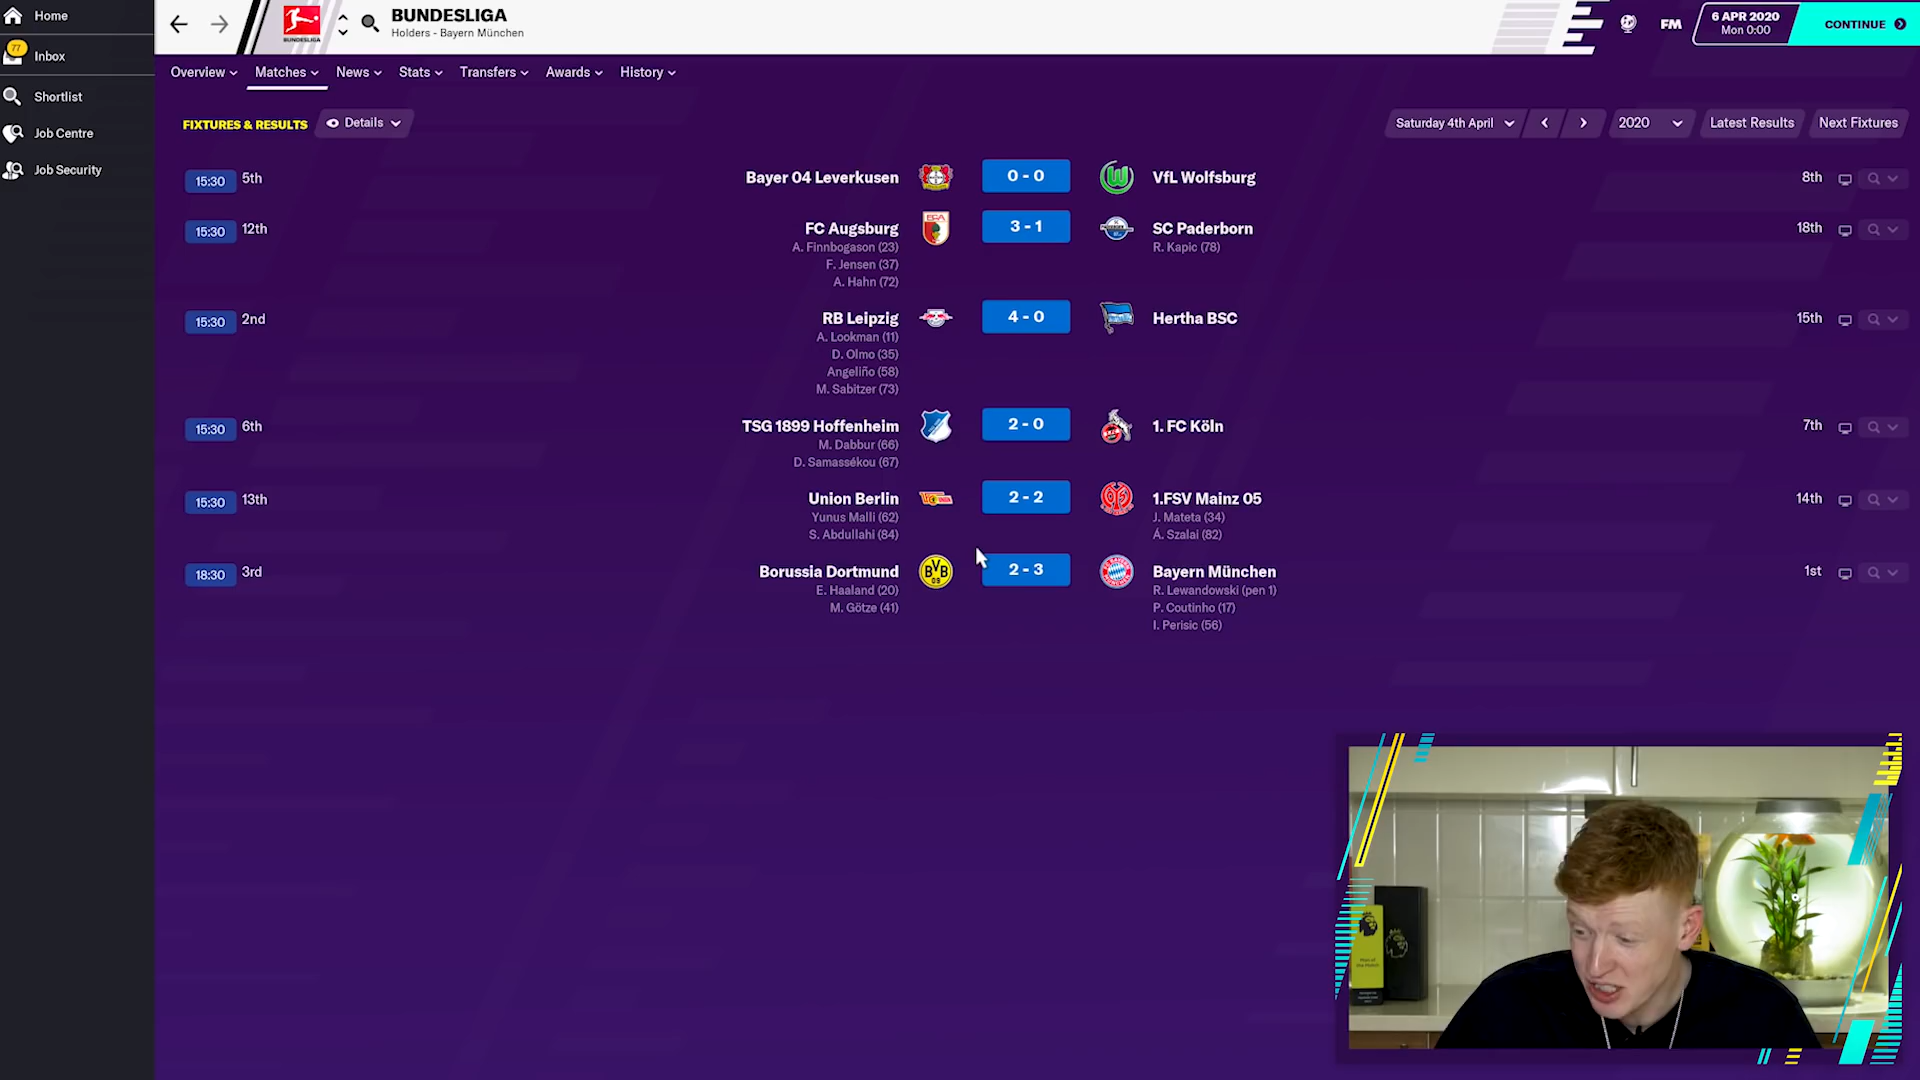 Home
77
Inbox
Shortlist
Job Centre
Job Security
BUNDESLIGA
BUNDESLIGA
Holders - Bayern München
FM
6 APR 2020
Mon 0:00
CONTINUE
Overview
Matches
News
Stats
Transfers
Awards
History
FIXTURES & RESULTS
Details
Saturday 4th April
2020
Latest Results
Next Fixtures
15:30 5th Bayer 04 Leverkusen 0 - 0 VfL Wolfsburg 8th
15:30 12th FC Augsburg 3 - 1 SC Paderborn 18th
A. Finnbogason (23) R. Kapic (78)
F. Jensen (37)
A. Hahn (72)
15:30 2nd RB Leipzig 4 - 0 Hertha BSC 15th
A. Lookman (11)
D. Olmo (35)
Angeliño (58)
M. Sabitzer (73)
15:30 6th TSG 1899 Hoffenheim 2 - 0 1. FC Köln 7th
M. Dabbur (66)
D. Samassékou (67)
15:30 13th Union Berlin 2 - 2 1.FSV Mainz 05 14th
Yunus Malli (62) J. Mateta (34)
S. Abdullahi (84) Á. Szalai (82)
18:30 3rd Borussia Dortmund BVB 09 2 - 3 Bayern München 1st
E. Haaland (20) R. Lewandowski (pen 1)
M. Götze (41) P. Coutinho (17)
I. Perisic (56)